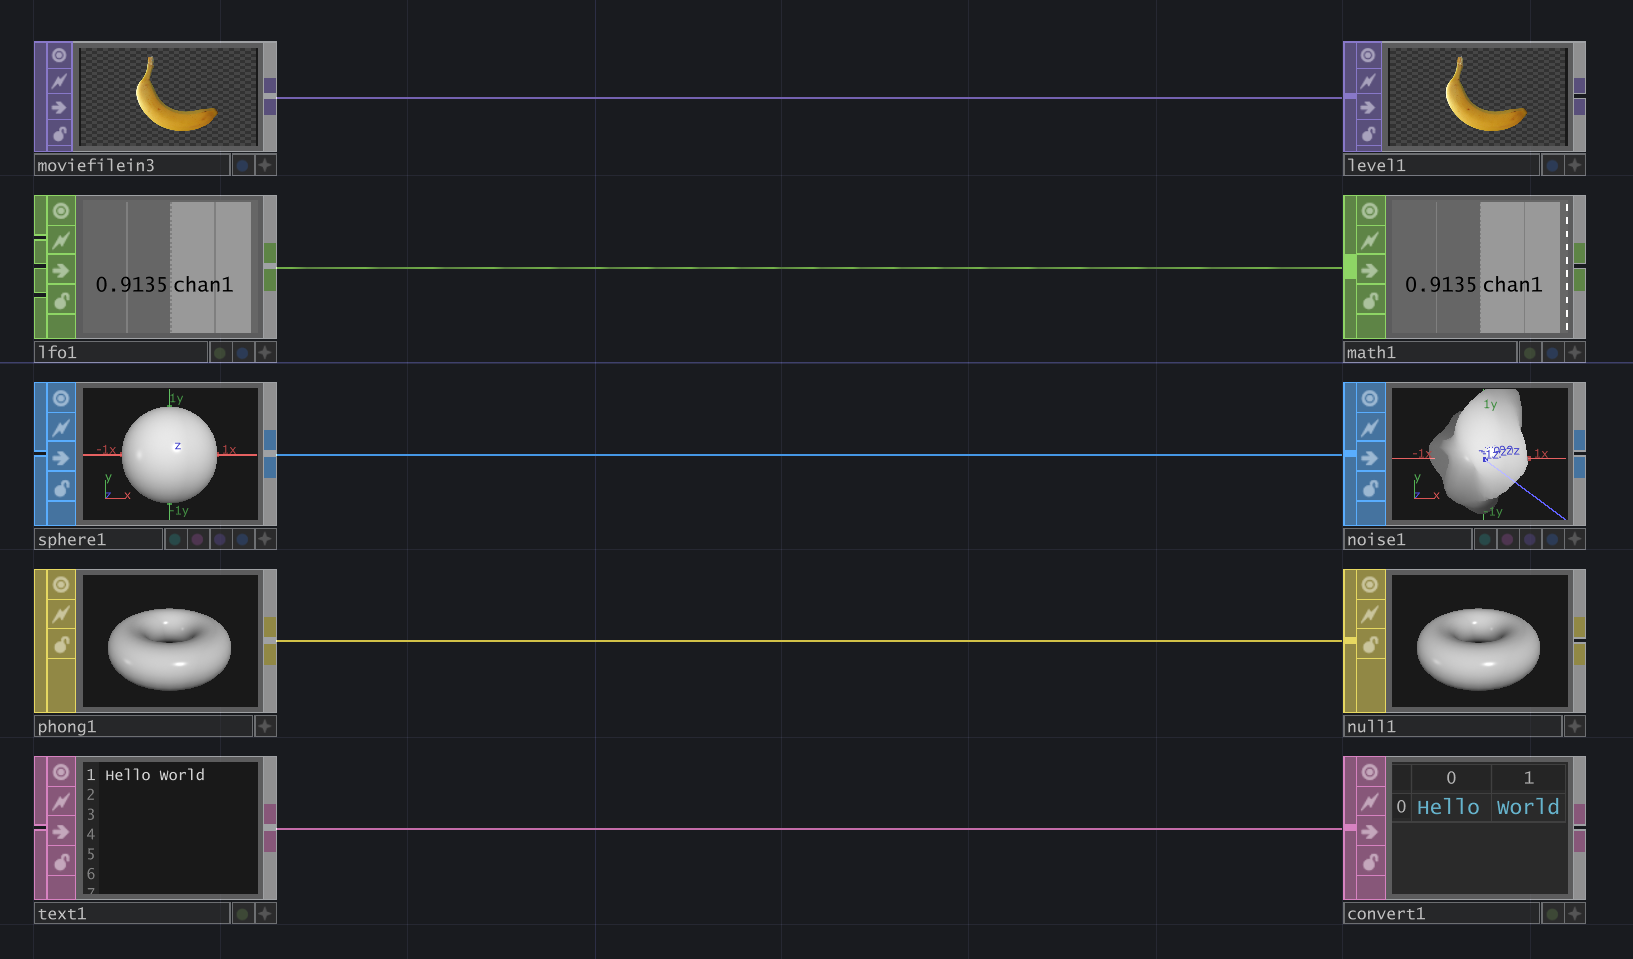 moviefilein3
level1
0.9135 chan1
lfo1
0.9135 chan1
math1
1y
-1x
z
1x
y
z
x
-1y
sphere1
1y
-1x
1x
y
z
x
-1y
noise1
phong1
null1
1 Hello World
2
3
4
5
6
7
text1
0 1
0 Hello World
convert1